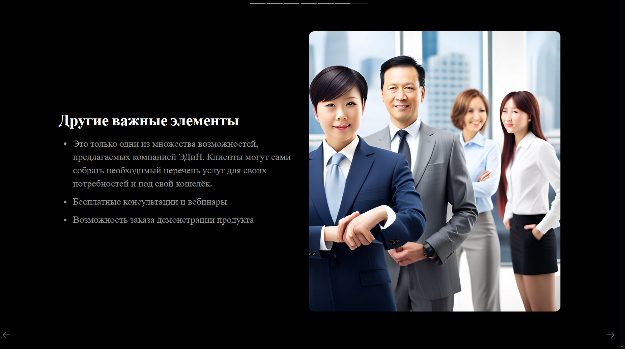 Другие важные элементы
Это только одни из множества возможностей,
предлагаемых компанией ЭДиН. Клиенты могут сами
собрать необходимый перечень услуг для своих
потребностей и под свой кошелёк.
Бесплатные консультации и вебинары
Возможность заказа демонстрации продукта